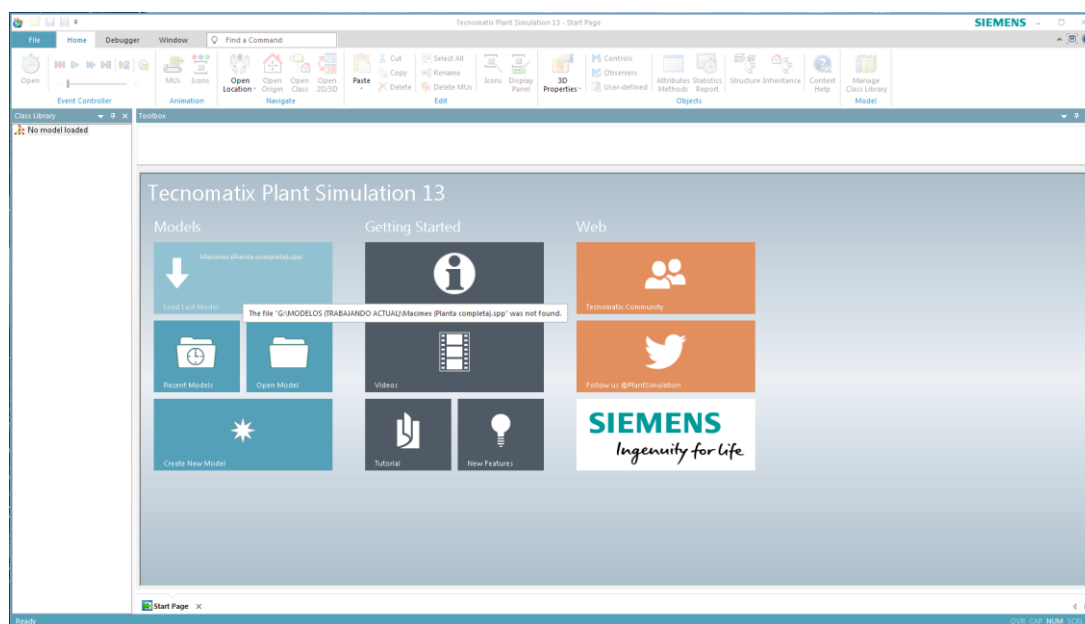 Tecnomatix Plant Simulation 13 - Start Page
SIEMENS
File Home Debugger Window Find a Command
Open
MUs Icons
Open Location
Open Origin
Open Class
Open 2D/3D
Paste
Cut
Copy
Delete
Select All
Rename
Delete MUs
Icons
Display Panel
3D Properties
Controls
Observers
User-defined
Attributes Methods
Statistics Report
Structure Inheritance
Context Help
Manage Class Library
Event Controller Animation Navigate Edit Objects Model
Class Library
Toolbox
No model loaded
Tecnomatix Plant Simulation 13
Models Getting Started Web
Macimex (Planta completa).spp
Load Last Model
Tecnomatix Community
The file "G:\MODELOS (TRABAJANDO ACTUAL)\Macimex (Planta completa).spp" was not found.
Recent Models Open Model Videos Follow us @PlantSimulation
SIEMENS
Ingenuity for life
Create New Model Tutorial New Features
Start Page
Ready
OVR CAP NUM SCRL